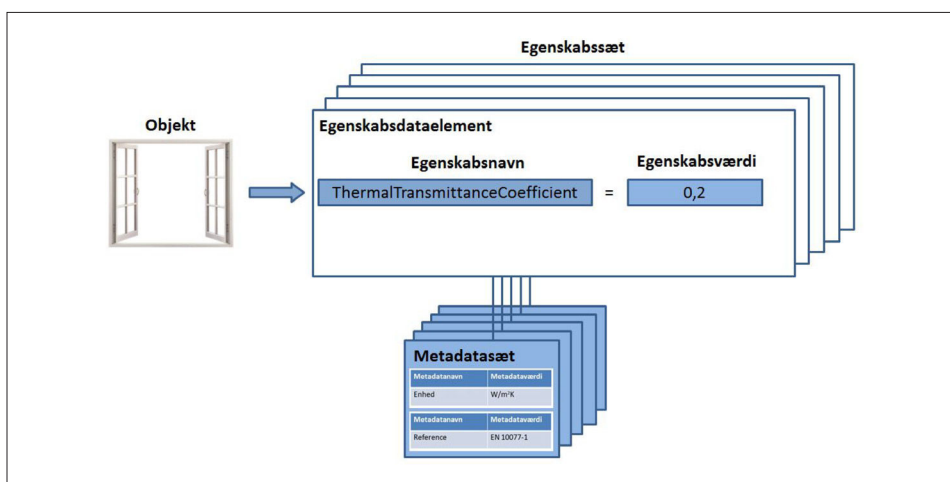 Egenskabssæt
Objekt
Egenskabsdataelement
Egenskabsnavn
Egenskabsværdi
ThermalTransmittanceCoefficient = 0,2
Metadatasæt
Metadatanavn Metadataværdi
Enhed W/m²K
Metadatanavn Metadataværdi
Reference EN 10077-1